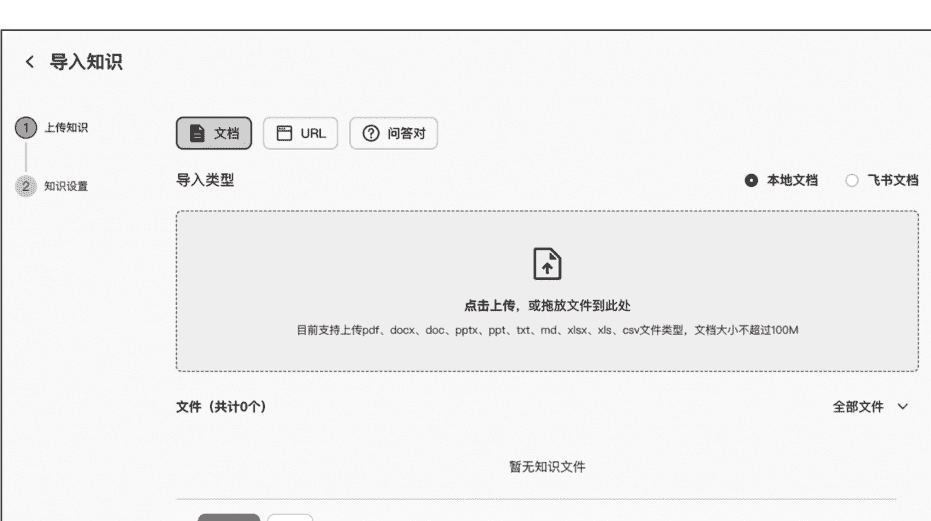 导入知识
1 上传知识
2 知识设置
文档 URL 问答对
导入类型 本地文档 飞书文档
点击上传，或拖放文件到此处
目前支持上传pdf、docx、doc、pptx、ppt、txt、md、xlsx、xls、csv文件类型，文档大小不超过100M
文件（共计0个） 全部文件
暂无知识文件